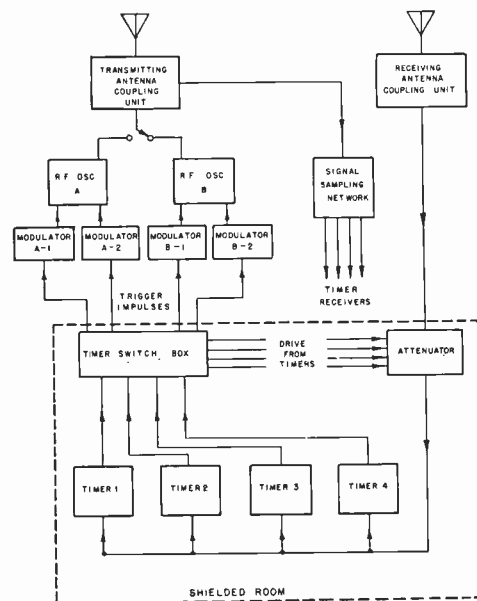 TRANSMITTING
ANTENNA
COUPLING
UNIT
RECEIVING
ANTENNA
COUPLING UNIT
RF OSC
A
RF OSC
B
SIGNAL
SAMPLING
NETWORK
MODULATOR
A-1
MODULATOR
A-2
MODULATOR
B-1
MODULATOR
B-2
TIMER
RECEIVERS
TRIGGER
IMPULSES
TIMER SWITCH BOX
DRIVE
FROM
TIMERS
ATTENUATOR
TIMER 1
TIMER 2
TIMER 3
TIMER 4
SHIELDED ROOM